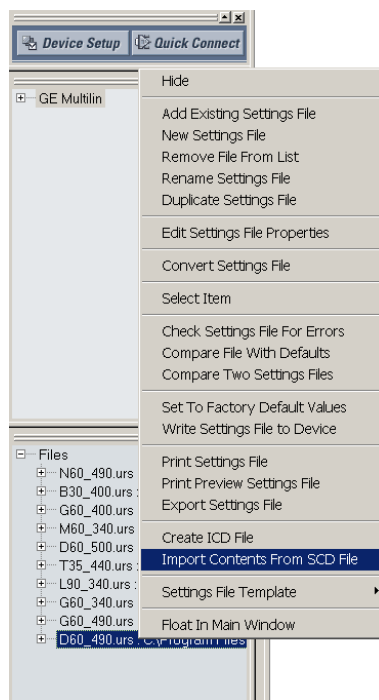 Device Setup Quick Connect
GE Multilin
Hide
Add Existing Settings File
New Settings File
Remove File From List
Rename Settings File
Duplicate Settings File
Edit Settings File Properties
Convert Settings File
Select Item
Check Settings File For Errors
Compare File With Defaults
Compare Two Settings Files
Set To Factory Default Values
Write Settings File to Device
Print Settings File
Print Preview Settings File
Export Settings File
Create ICD File
Import Contents From SCD File
Settings File Template
Float In Main Window
Files
N60_490.urs
B30_400.urs :
G60_400.urs
M60_340.urs
D60_500.urs
T35_440.urs :
L90_340.urs :
G60_340.urs
G60_490.urs
D60_490.urs : C:\Program Files